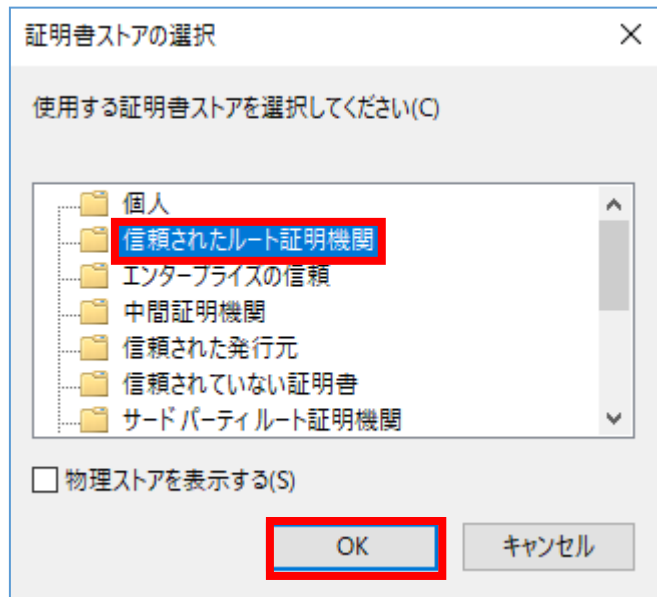 証明書ストアの選択
使用する証明書ストアを選択してください(C)
個人
信頼されたルート証明機関
エンタープライズの信頼
中間証明機関
信頼された発行元
信頼されていない証明書
サード パーティ ルート証明機関
物理ストアを表示する(S)
OK
キャンセル